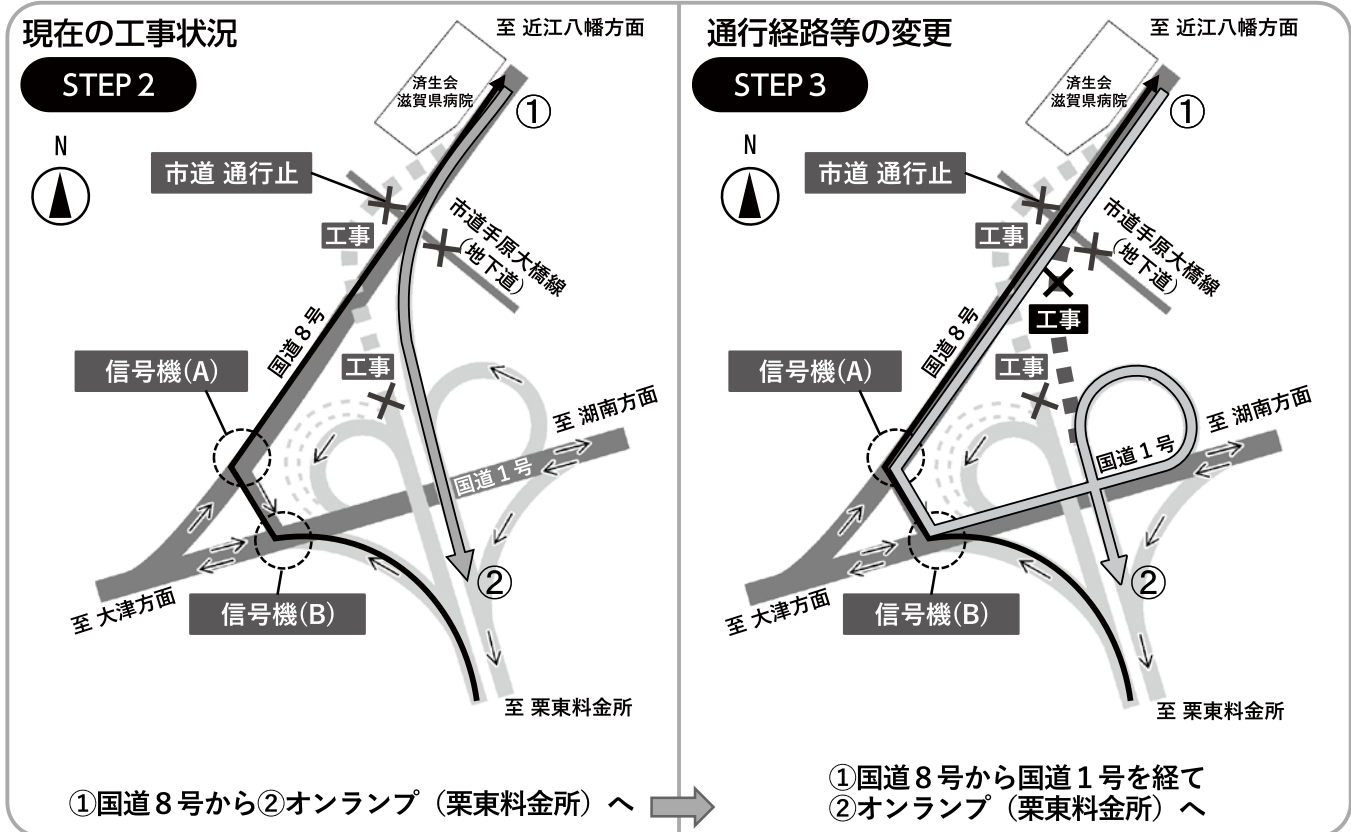 現在の工事状況
STEP 2
至 近江八幡方面
済生会
滋賀県病院
①
N
市道 通行止
工事
市道手原大橋線
(地下道)
国道8号
信号機(A)
工事
至 湖南方面
国道1号
②
至 大津方面
信号機(B)
至 栗東料金所
①国道8号から②オンランプ（栗東料金所）へ
通行経路等の変更
STEP 3
至 近江八幡方面
済生会
滋賀県病院
①
N
市道 通行止
工事
市道手原大橋線
(地下道)
工事
国道8号
信号機(A)
工事
至 湖南方面
国道1号
②
至 大津方面
信号機(B)
至 栗東料金所
①国道8号から国道1号を経て
②オンランプ（栗東料金所）へ